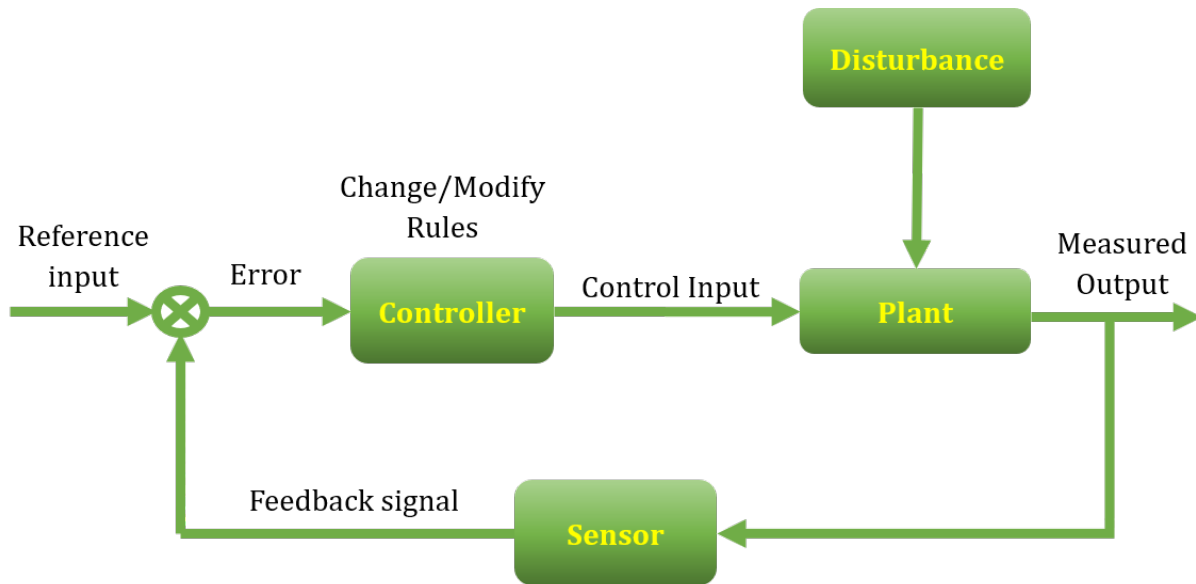 Disturbance
Change/Modify
Rules
Reference
input
Error
Controller
Control Input
Plant
Measured
Output
Feedback signal
Sensor